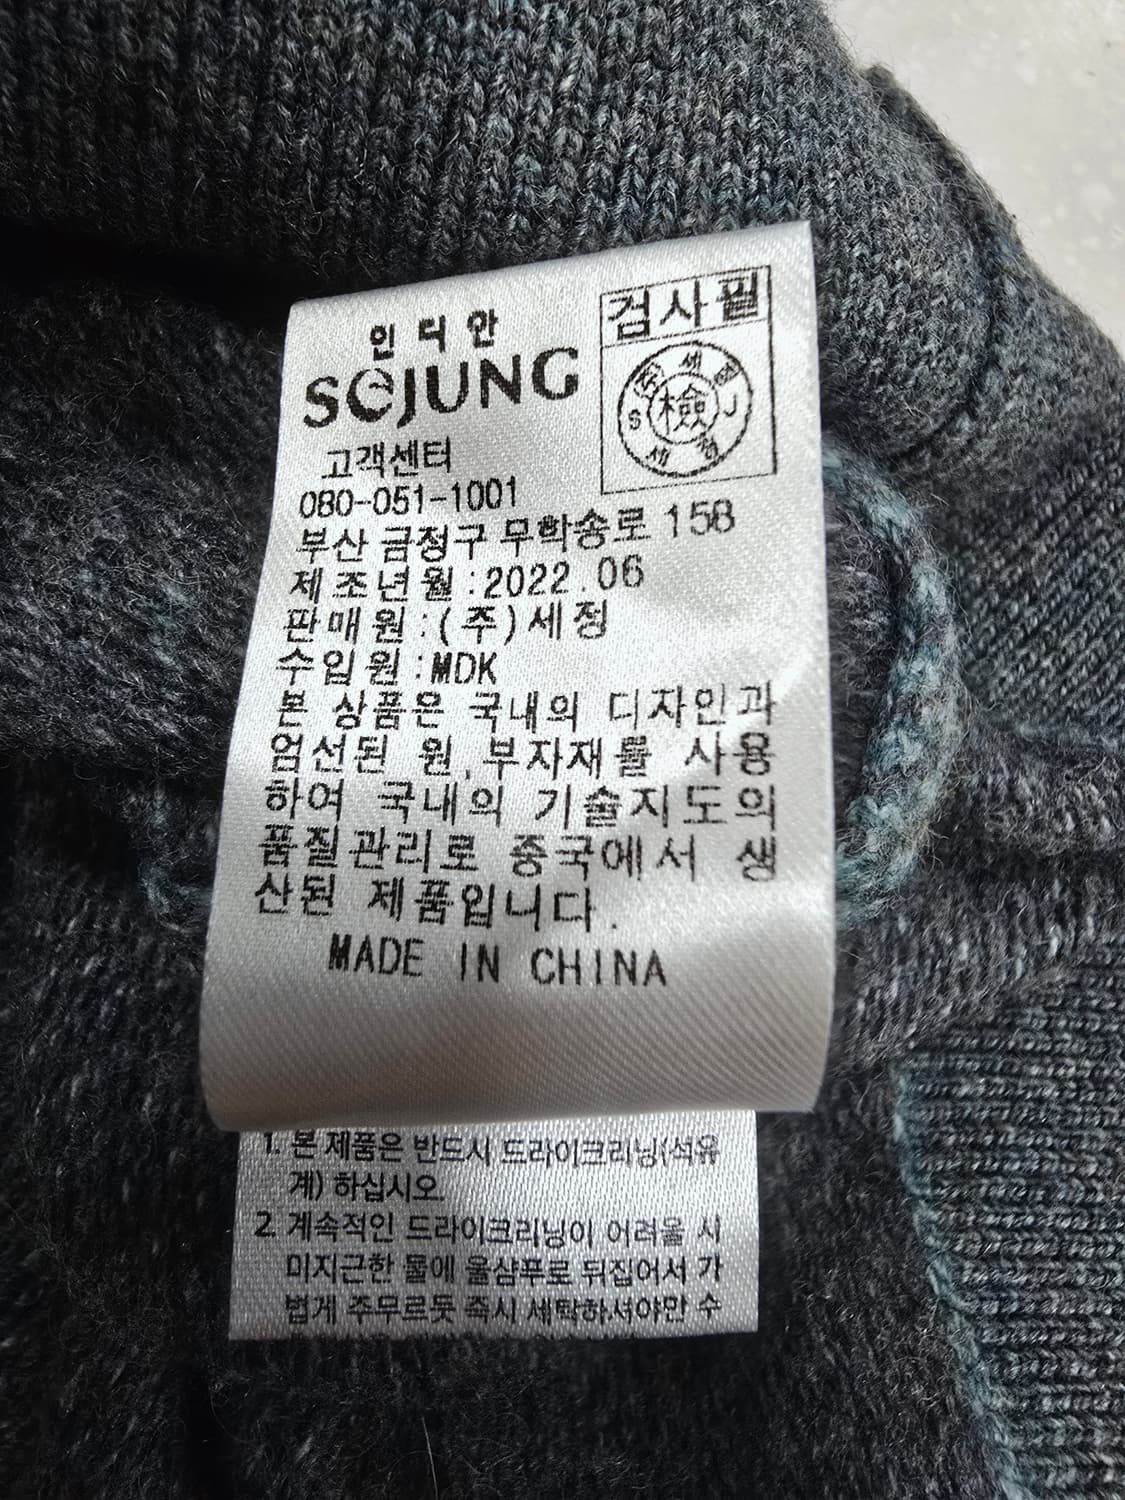 인디안
SEJUNG
검사필
(주)세정
S 檢 J
세정
고객센터
080-051-1001
부산 금정구 무학송로 158
제조년월:2022.06
판매원:(주)세정
수입원:MDK
본 상품은 국내의 디자인과
엄선된 원,부자재를 사용
하여 국내의 기술지도의
품질관리로 중국에서 생
산된 제품입니다.
MADE IN CHINA
1. 본 제품은 반드시 드라이크리닝(석유
계) 하십시오.
2. 계속적인 드라이크리닝이 어려울 시
미지근한 물에 울샴푸로 뒤집어서 가
볍게 주무르듯 즉시 세탁하셔야만 수